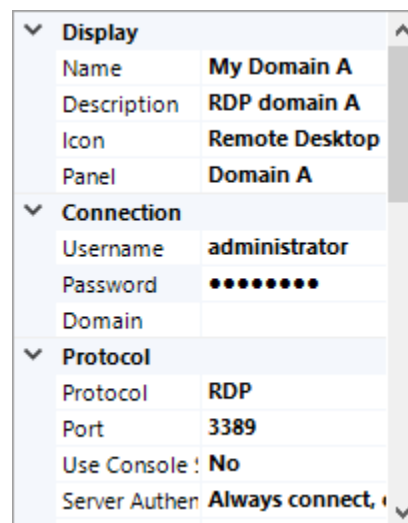 Display
Name My Domain A
Description RDP domain A
Icon Remote Desktop
Panel Domain A
Connection
Username administrator
Password ●●●●●●●●
Domain
Protocol
Protocol RDP
Port 3389
Use Console No
Server Authen Always connect,